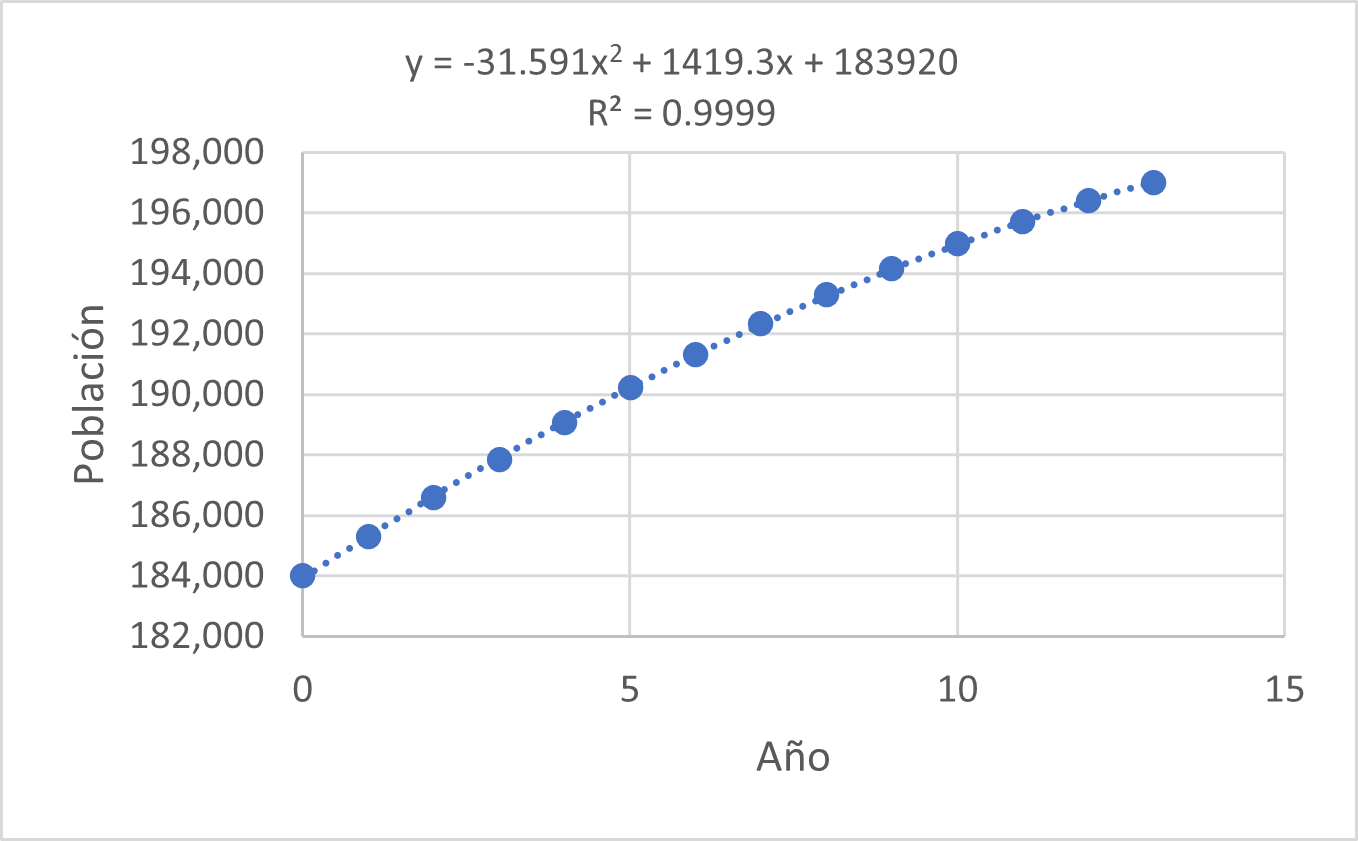 y = -31.591x² + 1419.3x + 183920
R² = 0.9999
198,000
196,000
194,000
192,000
190,000
188,000
186,000
184,000
182,000
Población
0 5 10 15
Año